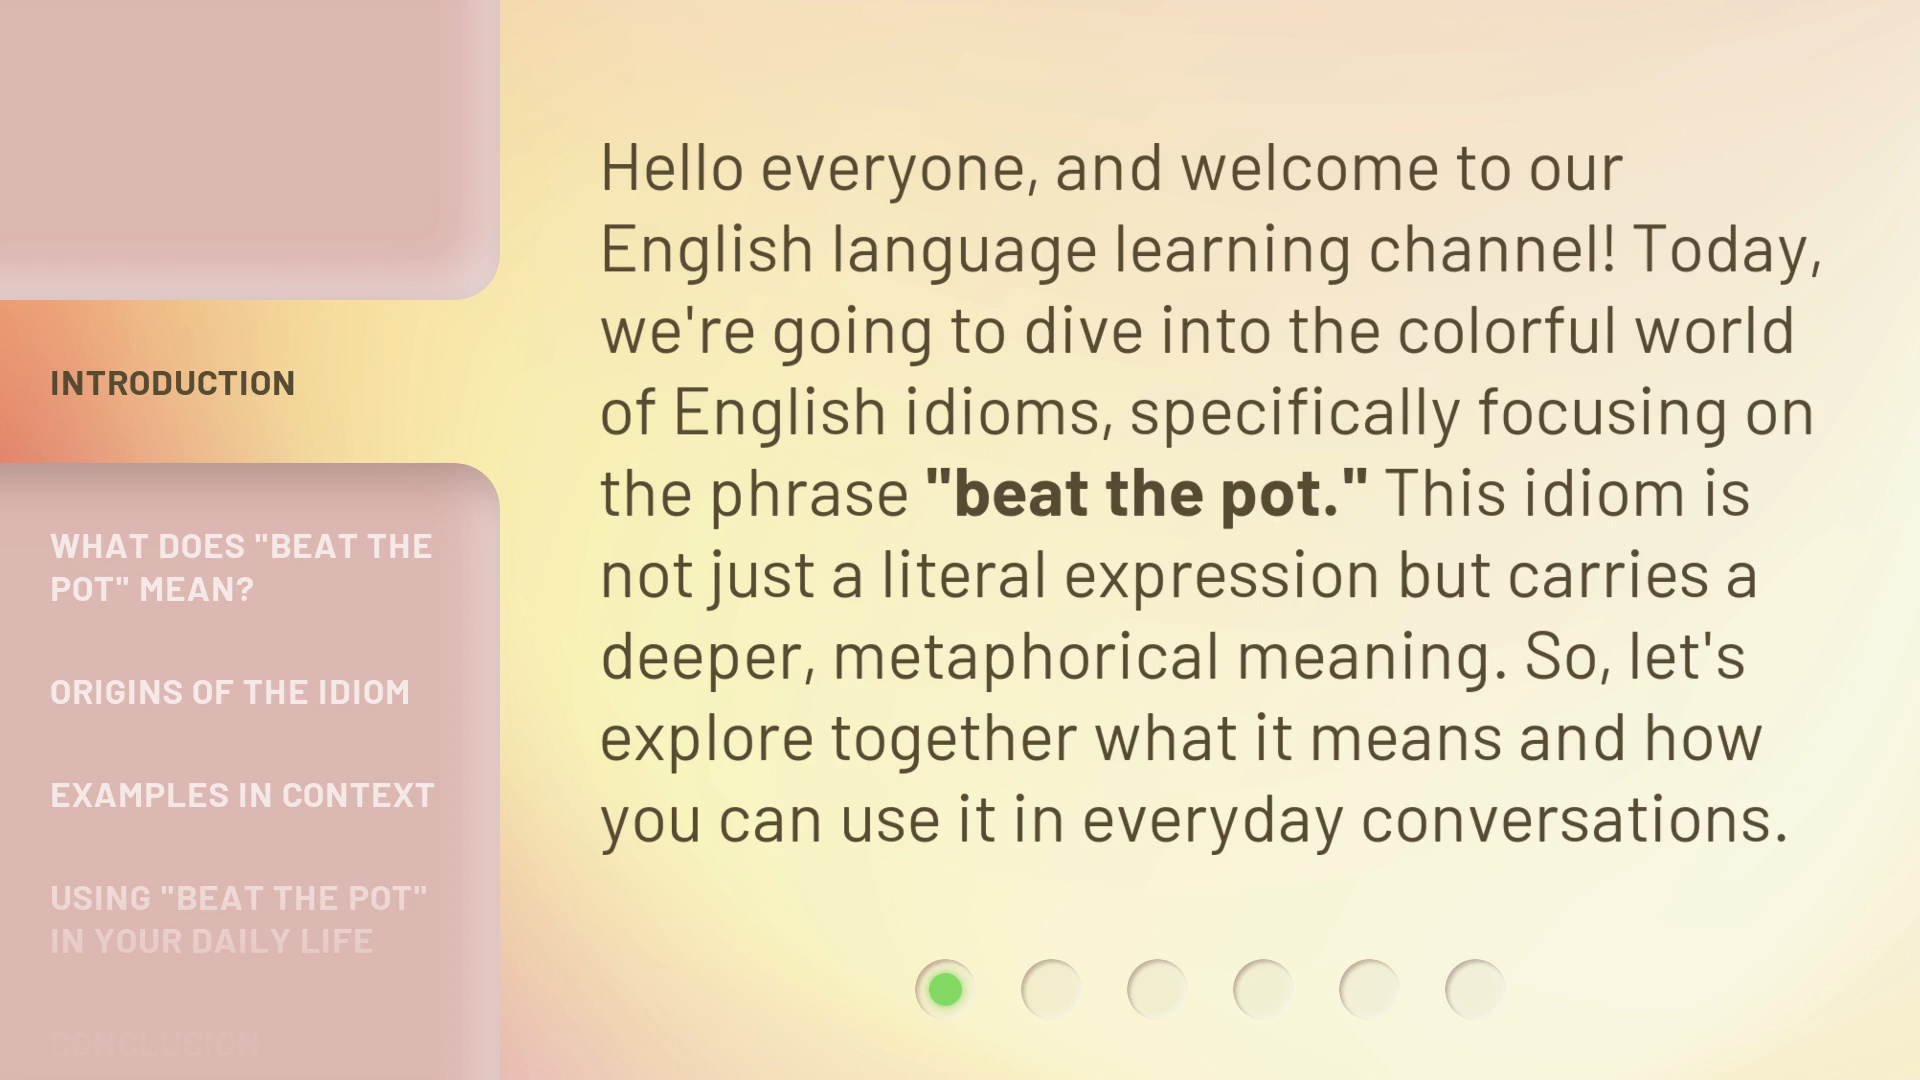 INTRODUCTION
WHAT DOES "BEAT THE
POT" MEAN?
ORIGINS OF THE IDIOM
EXAMPLES IN CONTEXT
USING "BEAT THE POT"
IN YOUR DAILY LIFE
CONCLUSION
Hello everyone, and welcome to our
English language learning channel! Today,
we're going to dive into the colorful world
of English idioms, specifically focusing on
the phrase "beat the pot." This idiom is
not just a literal expression but carries a
deeper, metaphorical meaning. So, let's
explore together what it means and how
you can use it in everyday conversations.